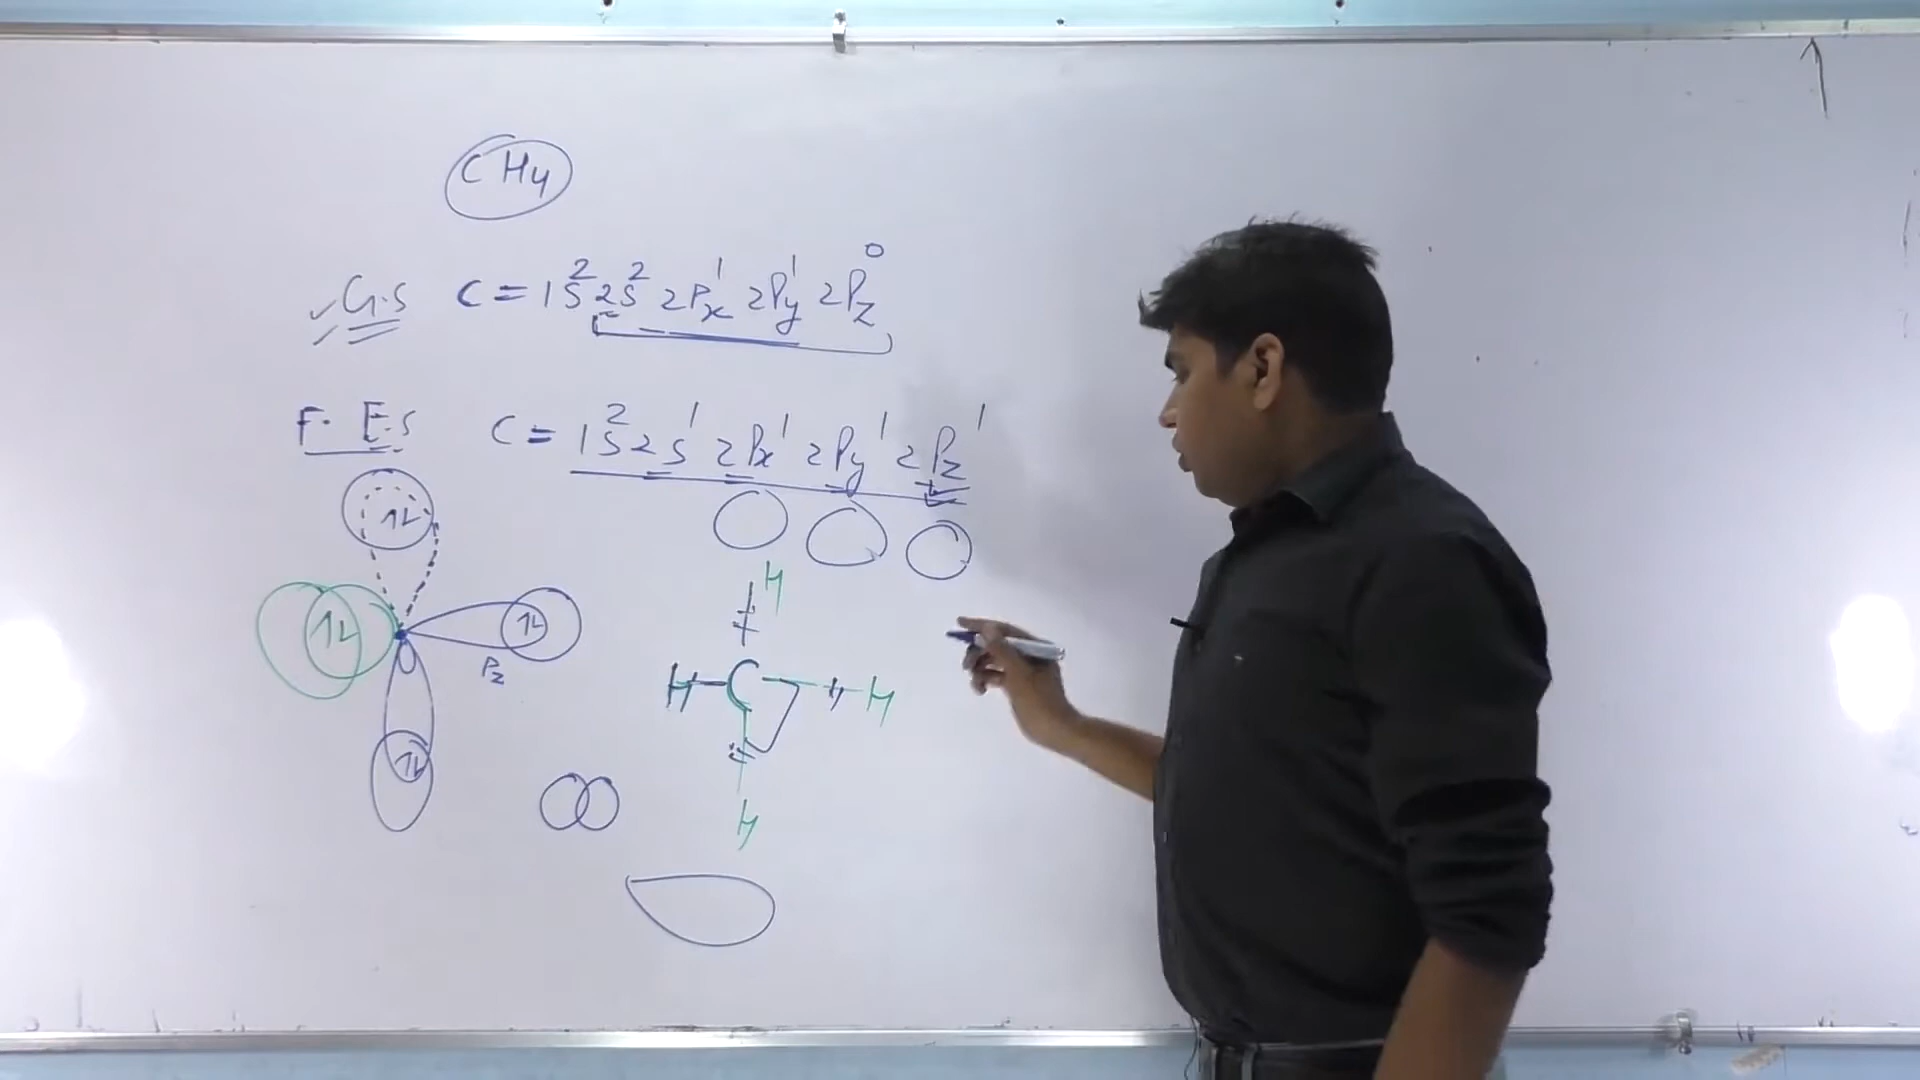 CH4
G.S C = 1s² 2s² 2Px¹ 2Py¹ 2Pz⁰
F. E.S C = 1s² 2s¹ 2Px¹ 2Py¹ 2Pz¹
1L
1L
1L
Pz
1L
H
H C H
H